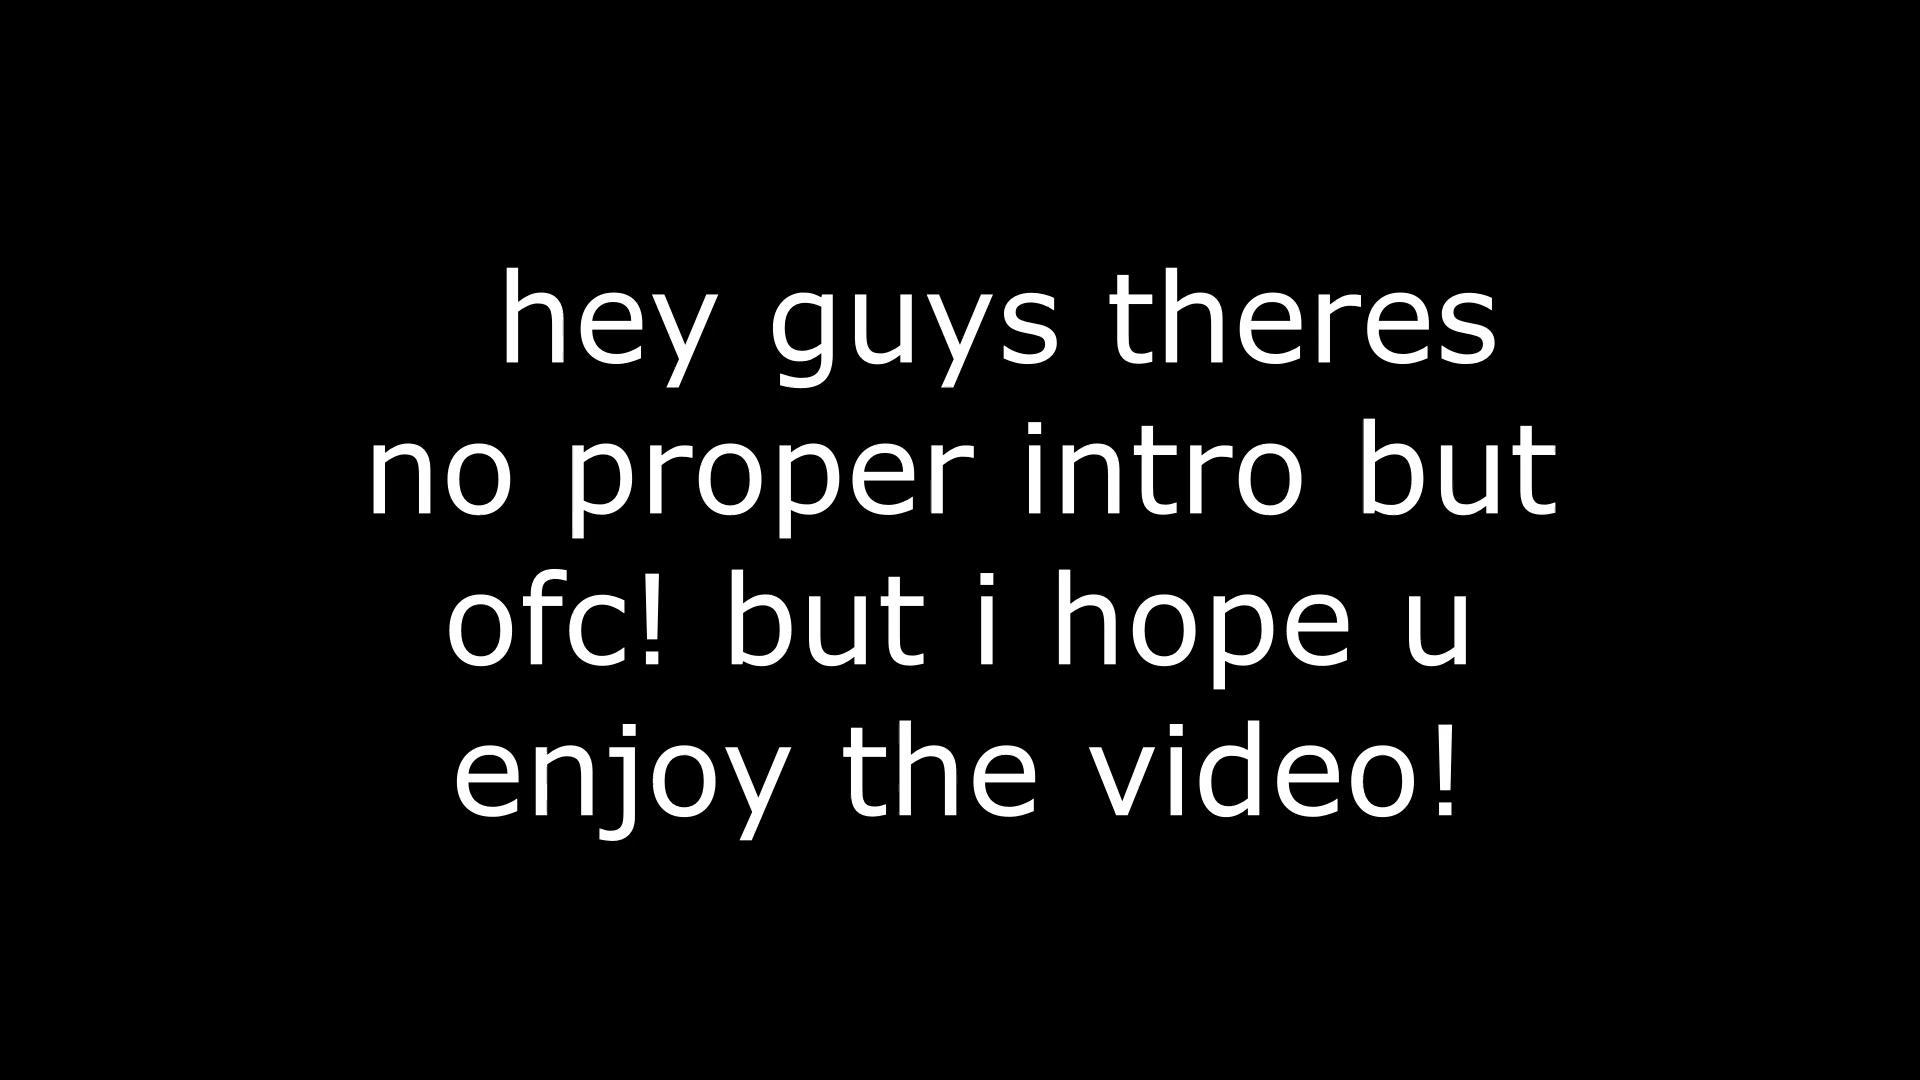 hey guys theres
no proper intro but
ofc! but i hope u
enjoy the video!